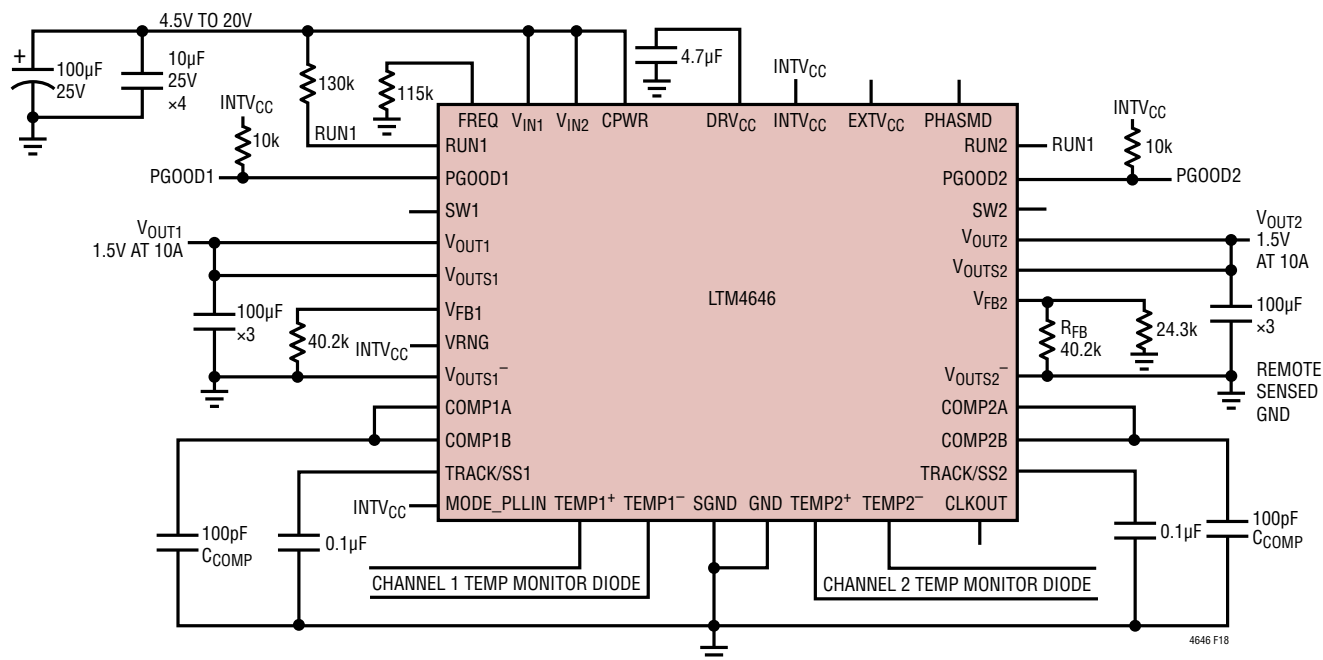 4.5V TO 20V
+
100µF
25V
10µF
25V
×4
130k
115k
4.7µF
INTVCC
INTVCC
10k
RUN1
PGOOD1
FREQ VIN1 VIN2 CPWR DRVCC INTVCC EXTVCC PHASMD
RUN1
PGOOD1
SW1
VOUT1
VOUTS1
VFB1
VRNG
VOUTS1–
COMP1A
COMP1B
TRACK/SS1
MODE_PLLIN TEMP1+ TEMP1– SGND GND TEMP2+ TEMP2– CLKOUT
LTM4646
RUN2
PGOOD2
SW2
VOUT2
VOUTS2
VFB2
VOUTS2–
COMP2A
COMP2B
TRACK/SS2
VOUT1
1.5V AT 10A
100µF
×3
40.2k
INTVCC
INTVCC
100pF
CCOMP
0.1µF
CHANNEL 1 TEMP MONITOR DIODE
CHANNEL 2 TEMP MONITOR DIODE
INTVCC
10k
RUN1
PGOOD2
VOUT2
1.5V
AT 10A
100µF
×3
RFB
40.2k
24.3k
REMOTE
SENSED
GND
0.1µF
100pF
CCOMP
4646 F18